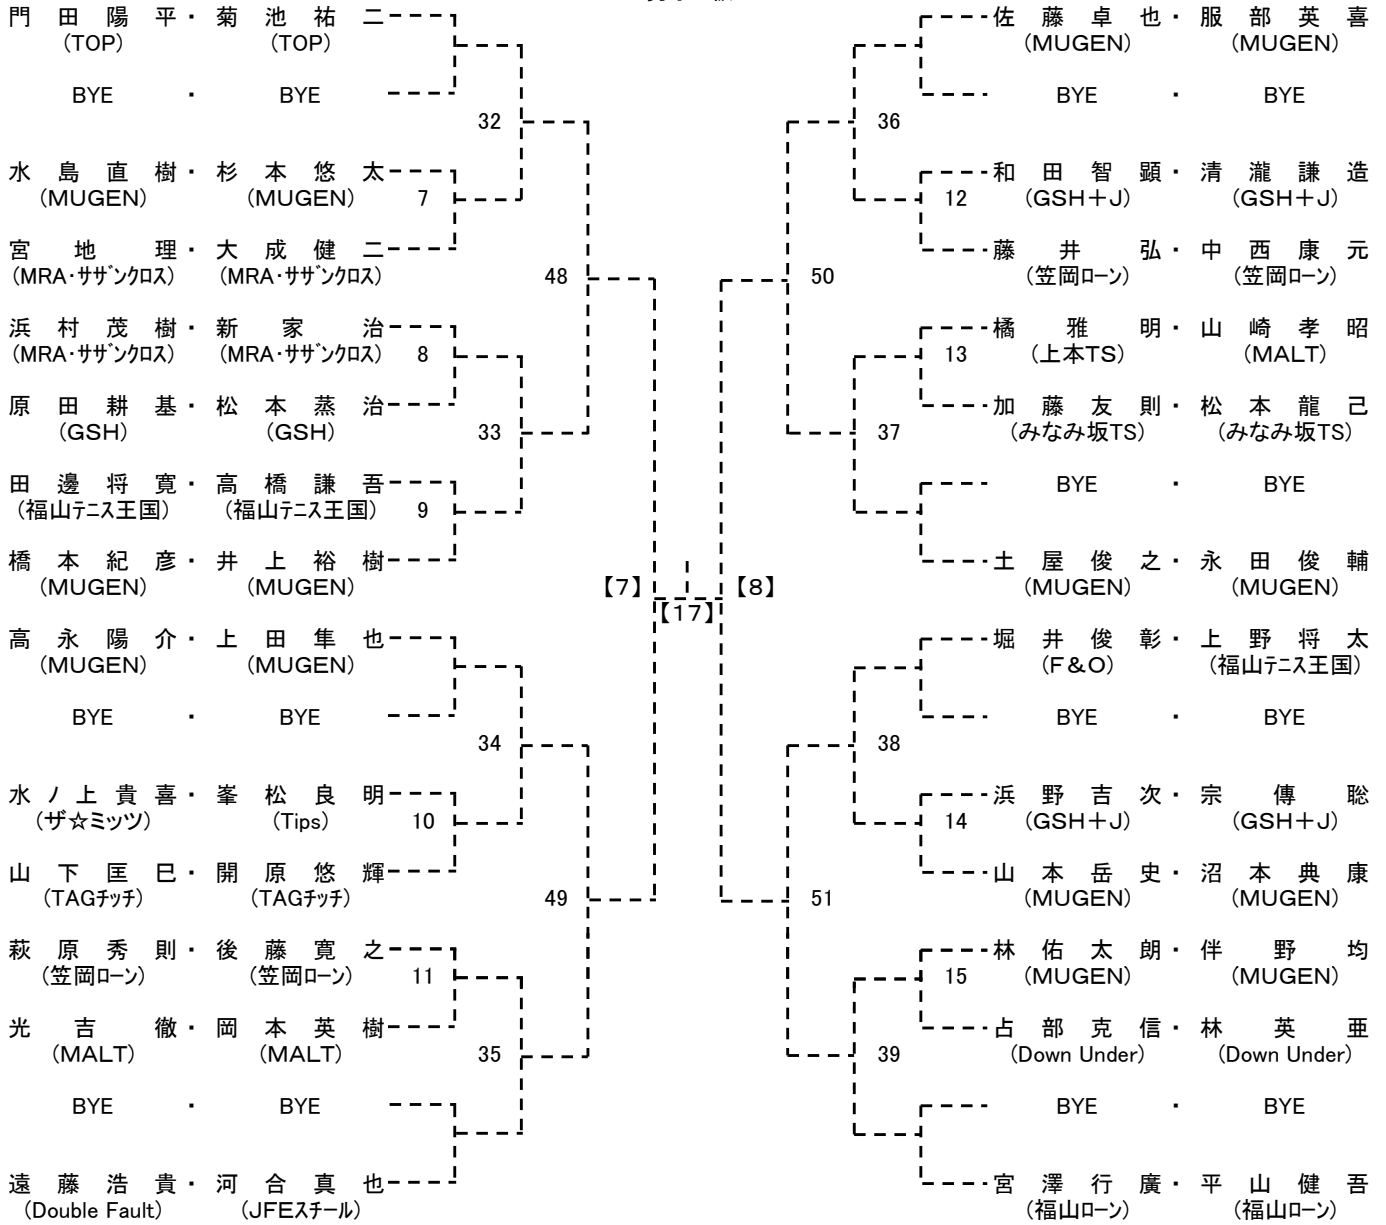 門田陽平・菊池祐二
(TOP) (TOP)
BYE ・ BYE
32
水島直樹・杉本悠太
(MUGEN) (MUGEN) 7
宮地理・大成健二
(MRA・サザンクロス) (MRA・サザンクロス)
48
浜村茂樹・新家治
(MRA・サザンクロス) (MRA・サザンクロス) 8
原田耕基・松本蒸治
(GSH) (GSH) 33
田邊将寛・高橋謙吾
(福山テニス王国) (福山テニス王国) 9
橋本紀彦・井上裕樹
(MUGEN) (MUGEN)
【7】 【8】
【17】
高永陽介・上田隼也
(MUGEN) (MUGEN)
BYE ・ BYE
34
水ノ上貴喜・峯松良明
(ザ☆ミッツ) (Tips) 10
山下匡巳・開原悠輝
(TAGチッチ) (TAGチッチ) 49
萩原秀則・後藤寛之
(笠岡ローン) (笠岡ローン) 11
光吉徹・岡本英樹
(MALT) (MALT) 35
BYE ・ BYE
遠藤浩貴・河合真也
(Double Fault) (JFEスチール)
佐藤卓也・服部英喜
(MUGEN) (MUGEN)
BYE ・ BYE
36
和田智顕・清瀧謙造
12 (GSH+J) (GSH+J)
藤井弘・中西康元
50 (笠岡ローン) (笠岡ローン)
橘雅明・山崎孝昭
13 (上本TS) (MALT)
加藤友則・松本龍己
37 (みなみ坂TS) (みなみ坂TS)
BYE ・ BYE
土屋俊之・永田俊輔
(MUGEN) (MUGEN)
堀井俊彰・上野将太
(F&O) (福山テニス王国)
BYE ・ BYE
38
浜野吉次・宗傳聡
14 (GSH+J) (GSH+J)
山本岳史・沼本典康
51 (MUGEN) (MUGEN)
林佑太朗・伴野均
15 (MUGEN) (MUGEN)
占部克信・林英亜
39 (Down Under) (Down Under)
BYE ・ BYE
宮澤行廣・平山健吾
(福山ローン) (福山ローン)